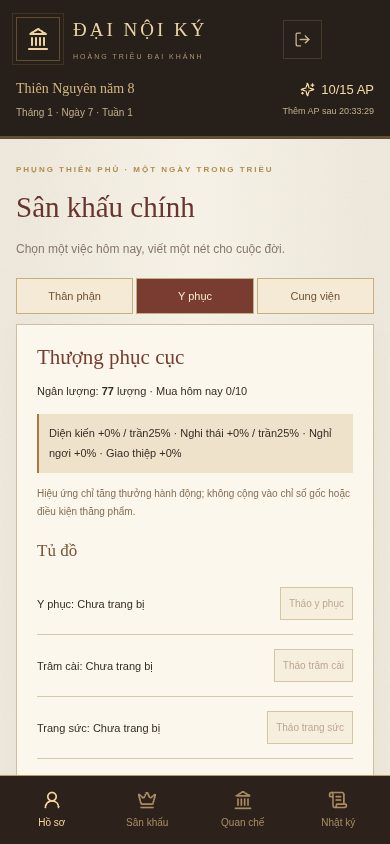 ĐẠI NỘI KÝ
HOÀNG TRIỀU ĐẠI KHÁNH
Thiên Nguyên năm 8
10/15 AP
Tháng 1 · Ngày 7 · Tuần 1
Thêm AP sau 20:33:29
PHỤNG THIÊN PHỦ · MỘT NGÀY TRONG TRIỀU
Sân khấu chính
Chọn một việc hôm nay, viết một nét cho cuộc đời.
Thân phận
Y phục
Cung viện
Thượng phục cục
Ngân lượng: 77 lượng · Mua hôm nay 0/10
Diện kiến +0% / trần25% · Nghi thái +0% / trần25% · Nghỉ
ngơi +0% · Giao thiệp +0%
Hiệu ứng chỉ tăng thưởng hành động; không cộng vào chỉ số gốc hoặc
điều kiện thăng phẩm.
Tủ đồ
Y phục: Chưa trang bị
Tháo y phục
Trâm cài: Chưa trang bị
Tháo trâm cài
Trang sức: Chưa trang bị
Tháo trang sức
Hồ sơ
Sân khấu
Quan chế
Nhật ký